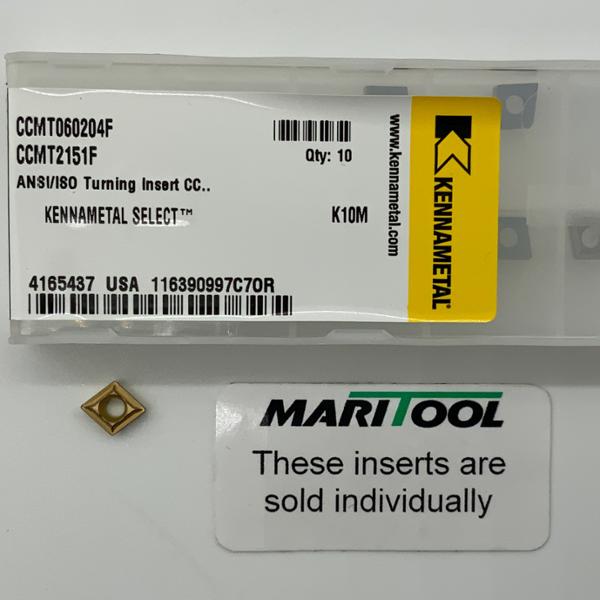 CCMT060204F
CCMT2151F
Qty: 10
ANSI/ISO Turning Insert CC..
KENNAMETAL SELECT™ K10M
4165437 USA 116390997C7OR
www.kennametal.com
KENNAMETAL®
MARITOOL
These inserts are
sold individually